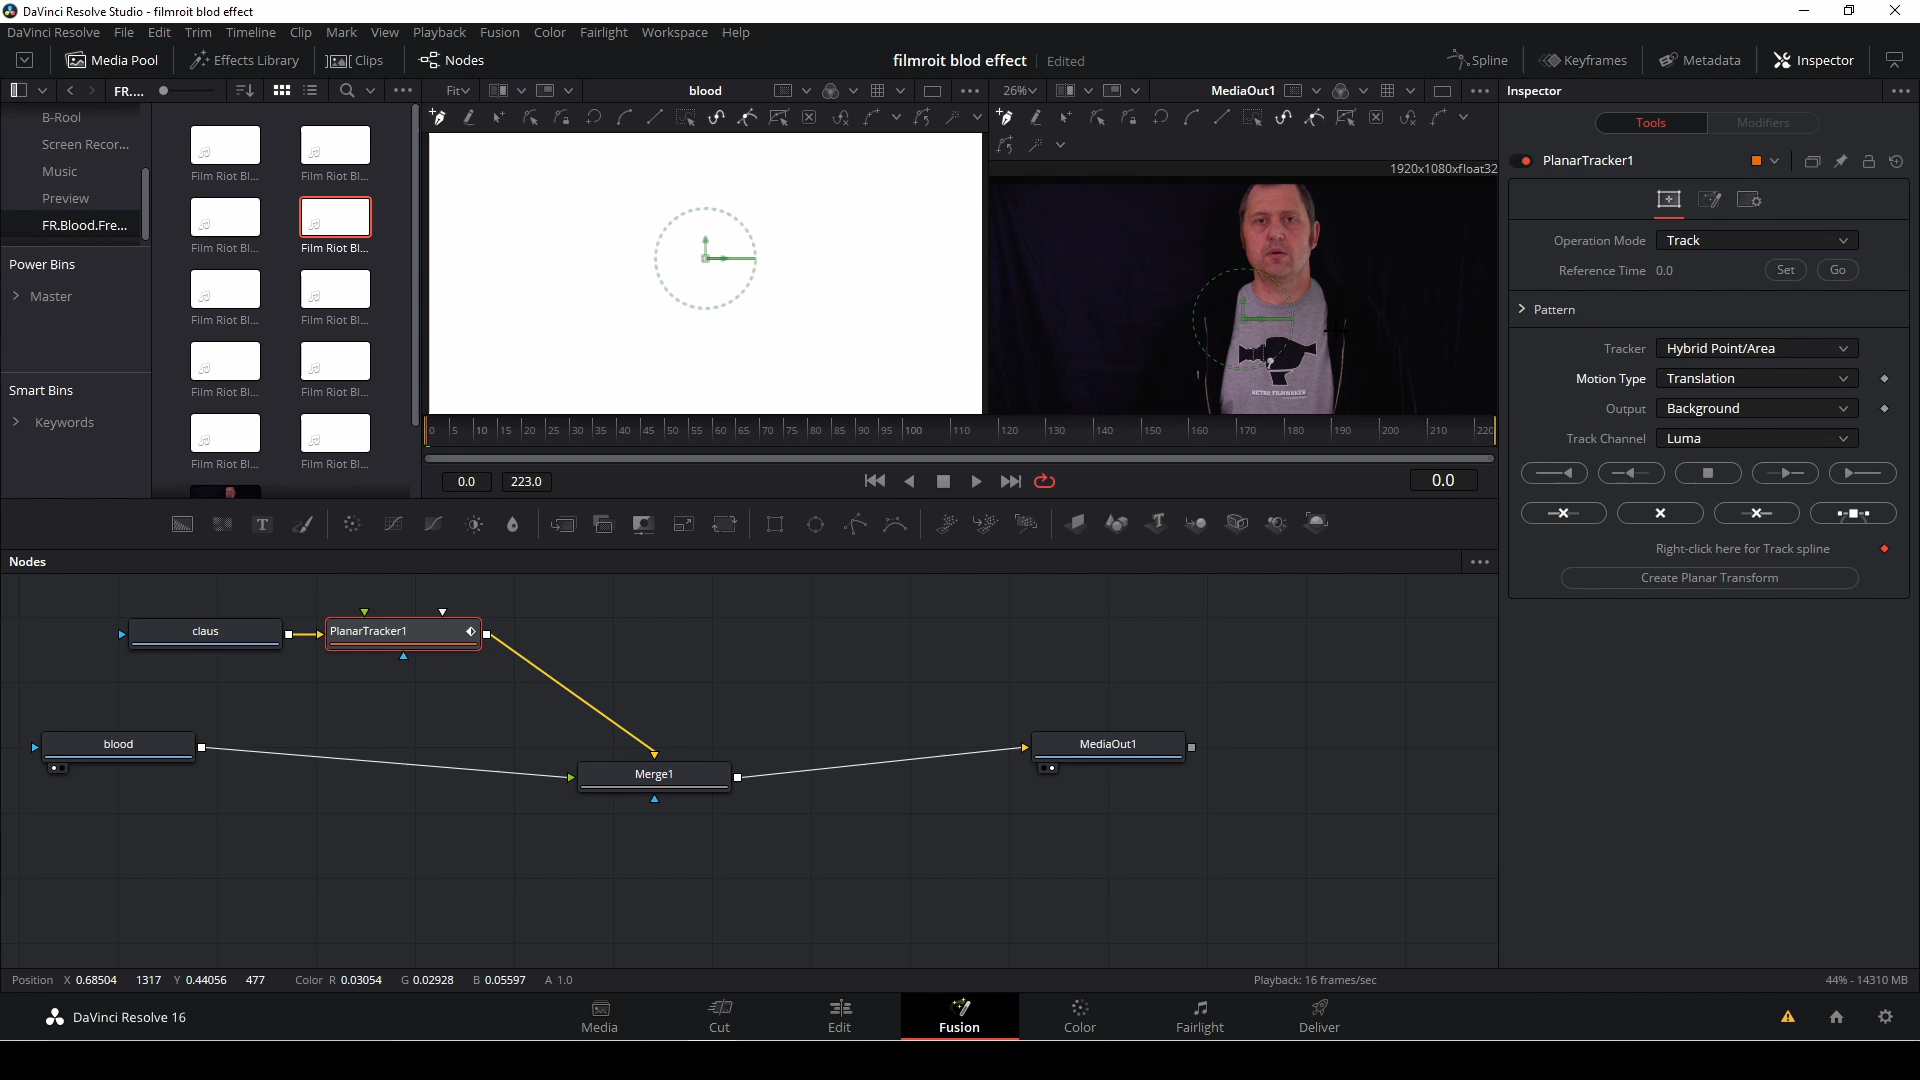 DaVinci Resolve Studio - filmroit blod effect
DaVinci Resolve File Edit Trim Timeline Clip Mark View Playback Fusion Color Fairlight Workspace Help
Media Pool Effects Library Clips Nodes filmroit blod effect Edited Spline Keyframes Metadata Inspector
FR.... Fit blood 26% MediaOut1 Inspector
B-Rool
Screen Recor...
Music
Preview
FR.Blood.Fre...
Power Bins
Master
Smart Bins
Keywords
Film Riot Bl... Film Riot Bl...
Film Riot Bl... Film Riot Bl...
Film Riot Bl... Film Riot Bl...
Film Riot Bl... Film Riot Bl...
Film Riot Bl... Film Riot Bl...
1920x1080xfloat32
RETRO FILMMAKER
0 5 10 15 20 25 30 35 40 45 50 55 60 65 70 75 80 85 90 95 100 110 120 130 140 150 160 170 180 190 200 210 220
0.0 223.0 0.0
Tools Modifiers
PlanarTracker1
Operation Mode Track
Reference Time 0.0 Set Go
Pattern
Tracker Hybrid Point/Area
Motion Type Translation
Output Background
Track Channel Luma
Right-click here for Track spline
Create Planar Transform
T T
Nodes
claus PlanarTracker1
blood Merge1 MediaOut1
Position X 0.68504 1317 Y 0.44056 477 Color R 0.03054 G 0.02928 B 0.05597 A 1.0 Playback: 16 frames/sec 44% - 14310 MB
DaVinci Resolve 16 Media Cut Edit Fusion Color Fairlight Deliver